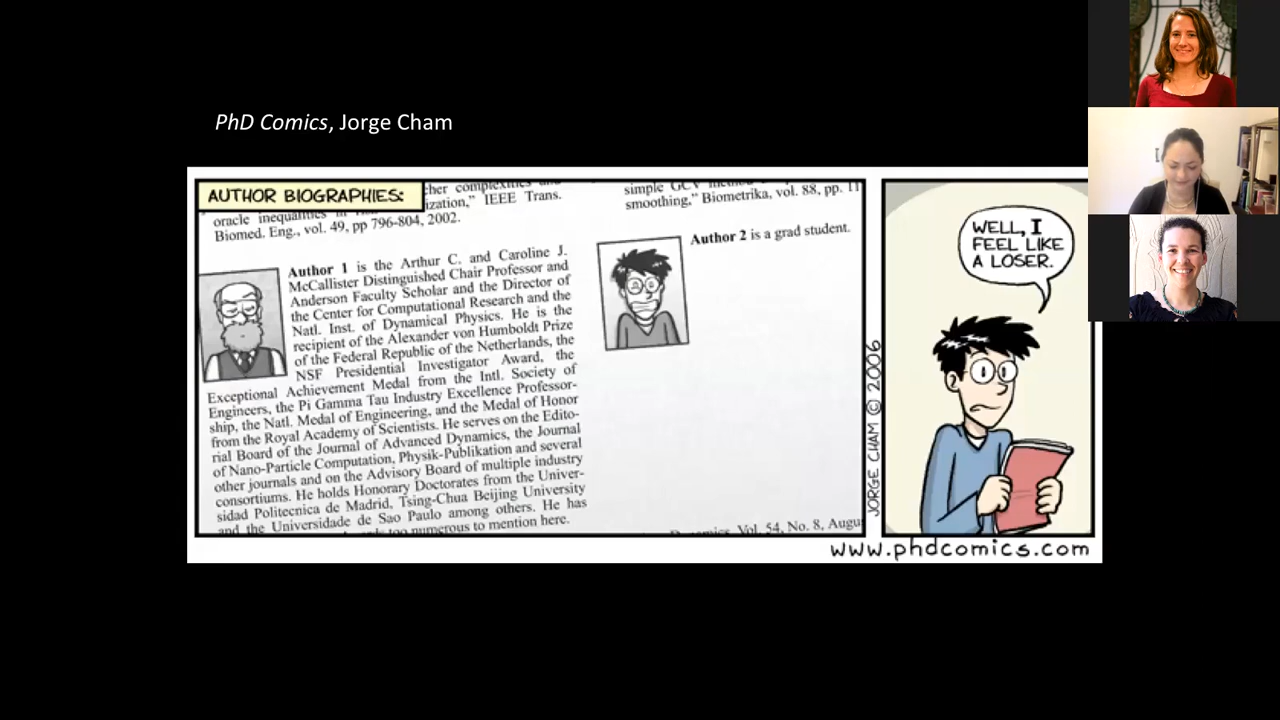 PhD Comics, Jorge Cham
AUTHOR BIOGRAPHIES:
oracle inequalities in
ization,” IEEE Trans.
Biomed. Eng., vol. 49, pp 796-804, 2002.
Author 1 is the Arthur C. and Caroline J.
McCallister Distinguished Chair Professor and
Anderson Faculty Scholar and the Director of
the Center for Computational Research and the
Natl. Inst. of Dynamical Physics. He is the
recipient of the Alexander von Humboldt Prize
of the Federal Republic of the Netherlands, the
NSF Presidential Investigator Award, the
Exceptional Achievement Medal from the Intl. Society of
Engineers, the Pi Gamma Tau Industry Excellence Professor-
ship, the Natl. Medal of Engineering, and the Medal of Honor
from the Royal Academy of Scientists. He serves on the Edito-
rial Board of the Journal of Advanced Dynamics, the Journal
of Nano-Particle Computation, Physik-Publikation and several
other journals and on the Advisory Board of multiple industry
consortiums. He holds Honorary Doctorates from the Univer-
sidad Politecnica de Madrid, Tsing-Chua Beijing University
and the Universidade de Sao Paulo among others. He has
too numerous to mention here.
simple GCV
smoothing,” Biometrika, vol. 88, pp. 11
Author 2 is a grad student.
Vol. 54, No. 8, Augu
JORGE CHAM © 2006
WELL, I
FEEL LIKE
A LOSER.
www.phdcomics.com